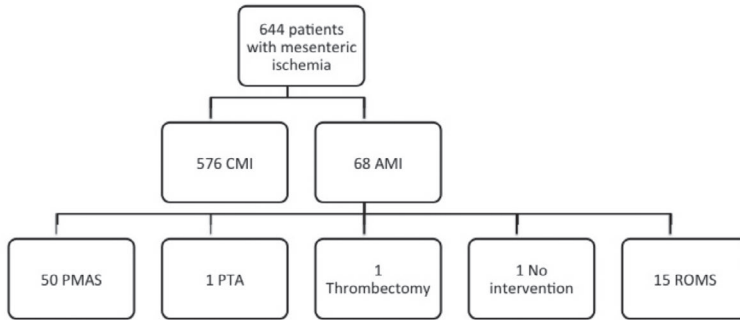 644 patients
with mesenteric
ischemia
576 CMI
68 AMI
50 PMAS
1 PTA
1
Thrombectomy
1 No
intervention
15 ROMS